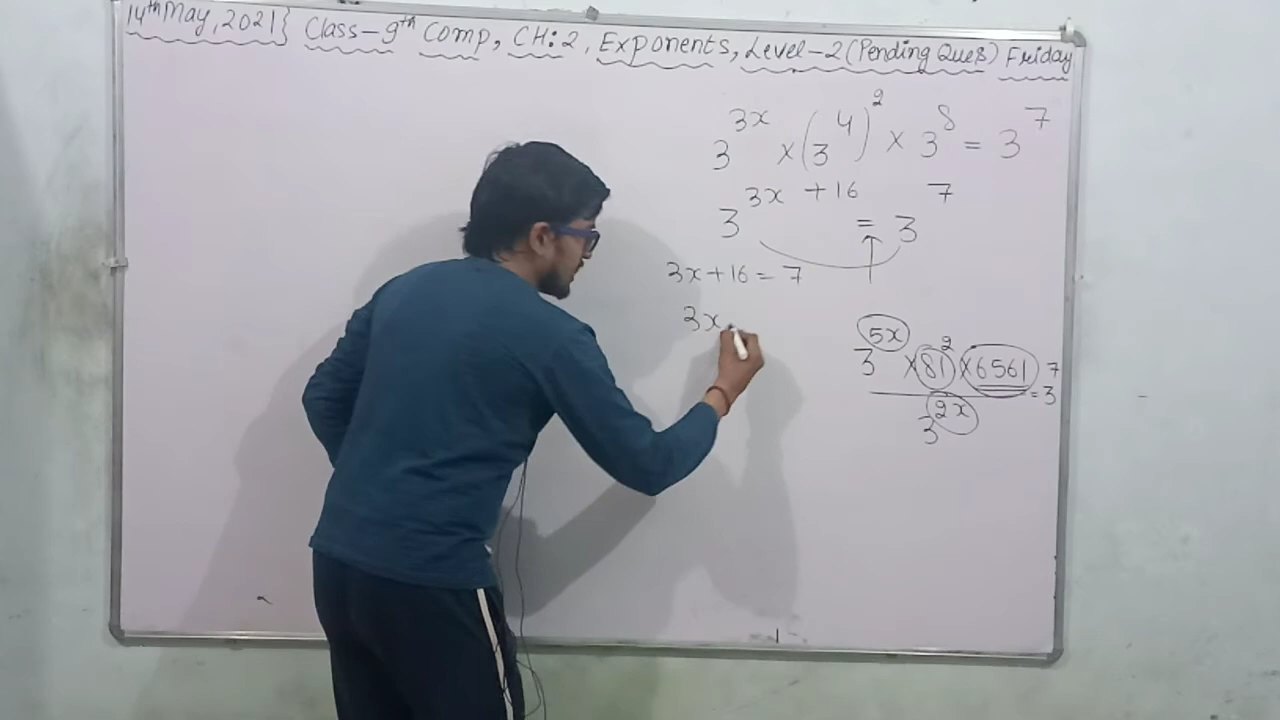 14th May, 2021} Class-9th Comp, CH:2, Exponents, Level-2 (Pending Ques) Friday
3^{3x} × (3^4)^2 × 3^8 = 3^7
3^{3x+16} = 3^7
3x+16 = 7
3x
3^{5x} × 81^2 × 6561 / 3^{2x} = 3^7